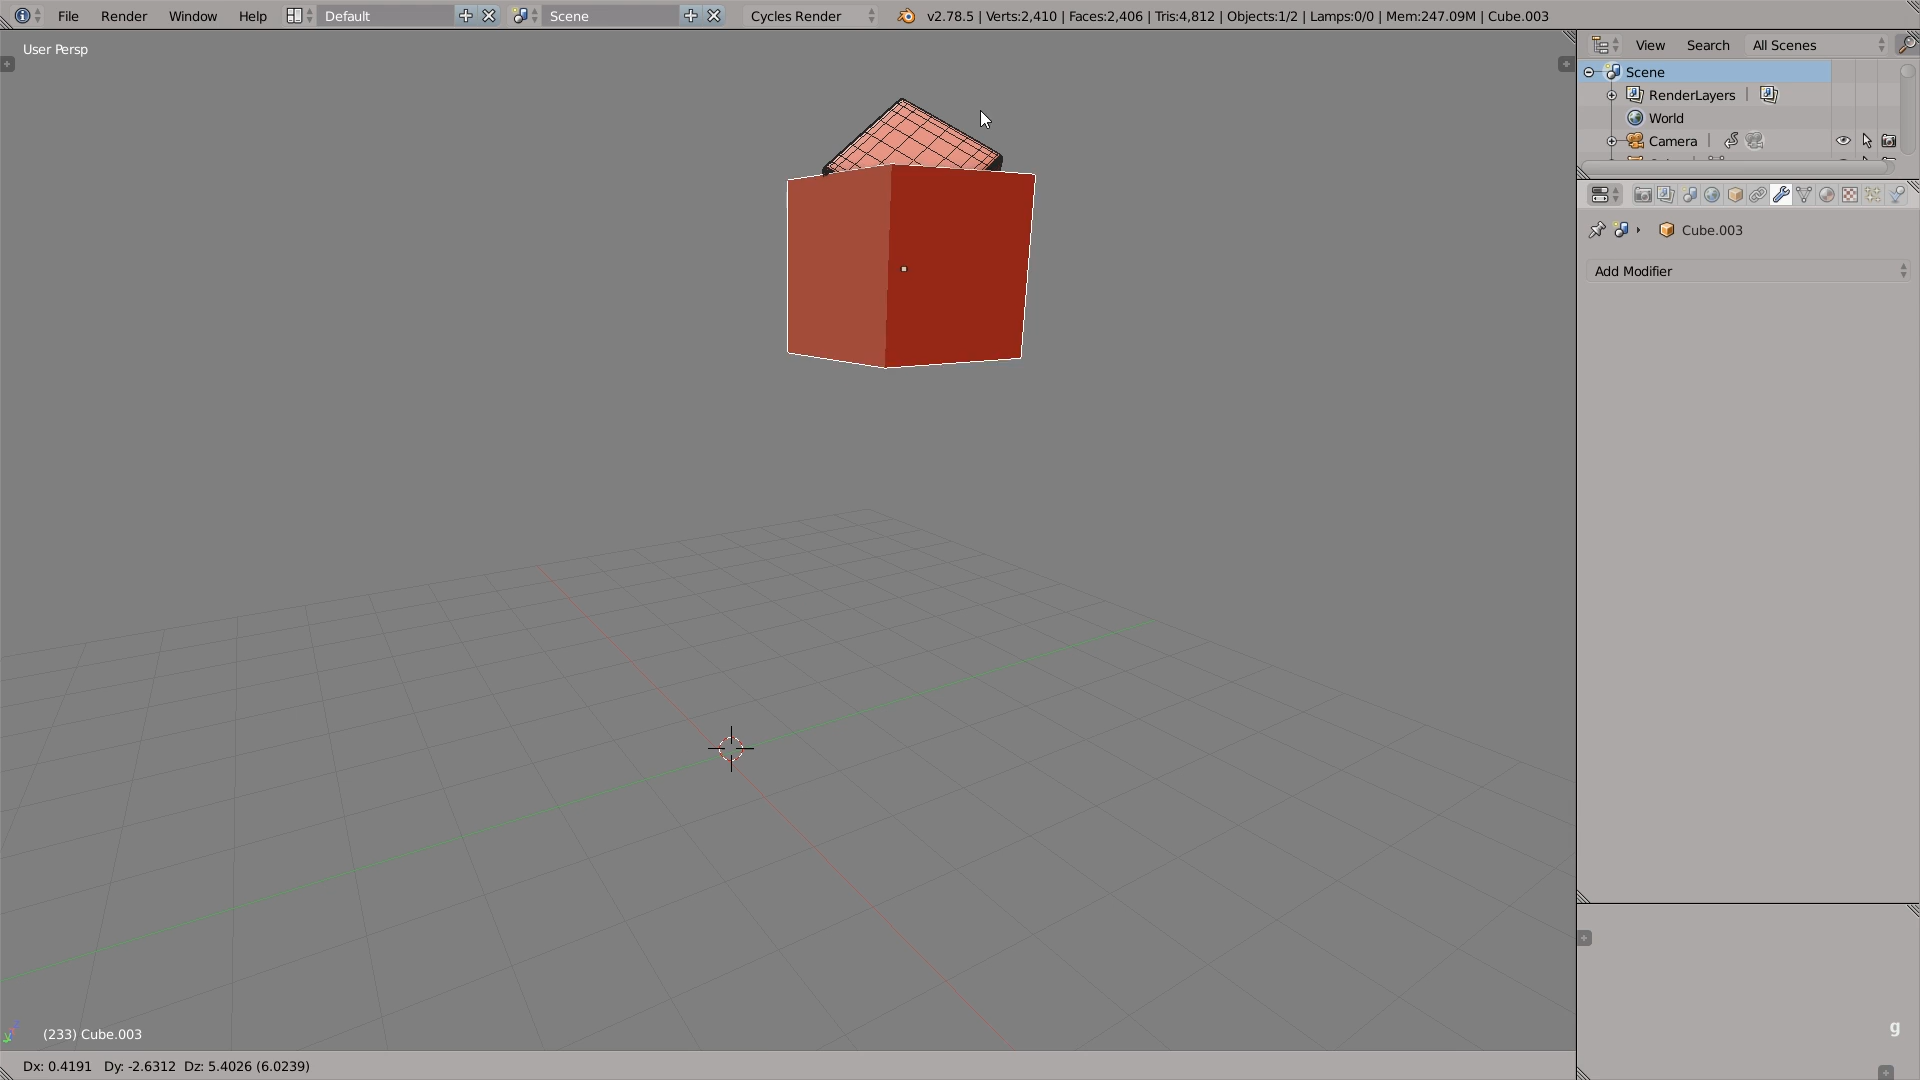 File Render Window Help Default Scene Cycles Render v2.78.5 | Verts:2,410 | Faces:2,406 | Tris:4,812 | Objects:1/2 | Lamps:0/0 | Mem:247.09M | Cube.003
User Persp
View Search All Scenes
Scene
RenderLayers
World
Camera
Cube.003
Add Modifier
(233) Cube.003
g
Dx: 0.4191 Dy: -2.6312 Dz: 5.4026 (6.0239)